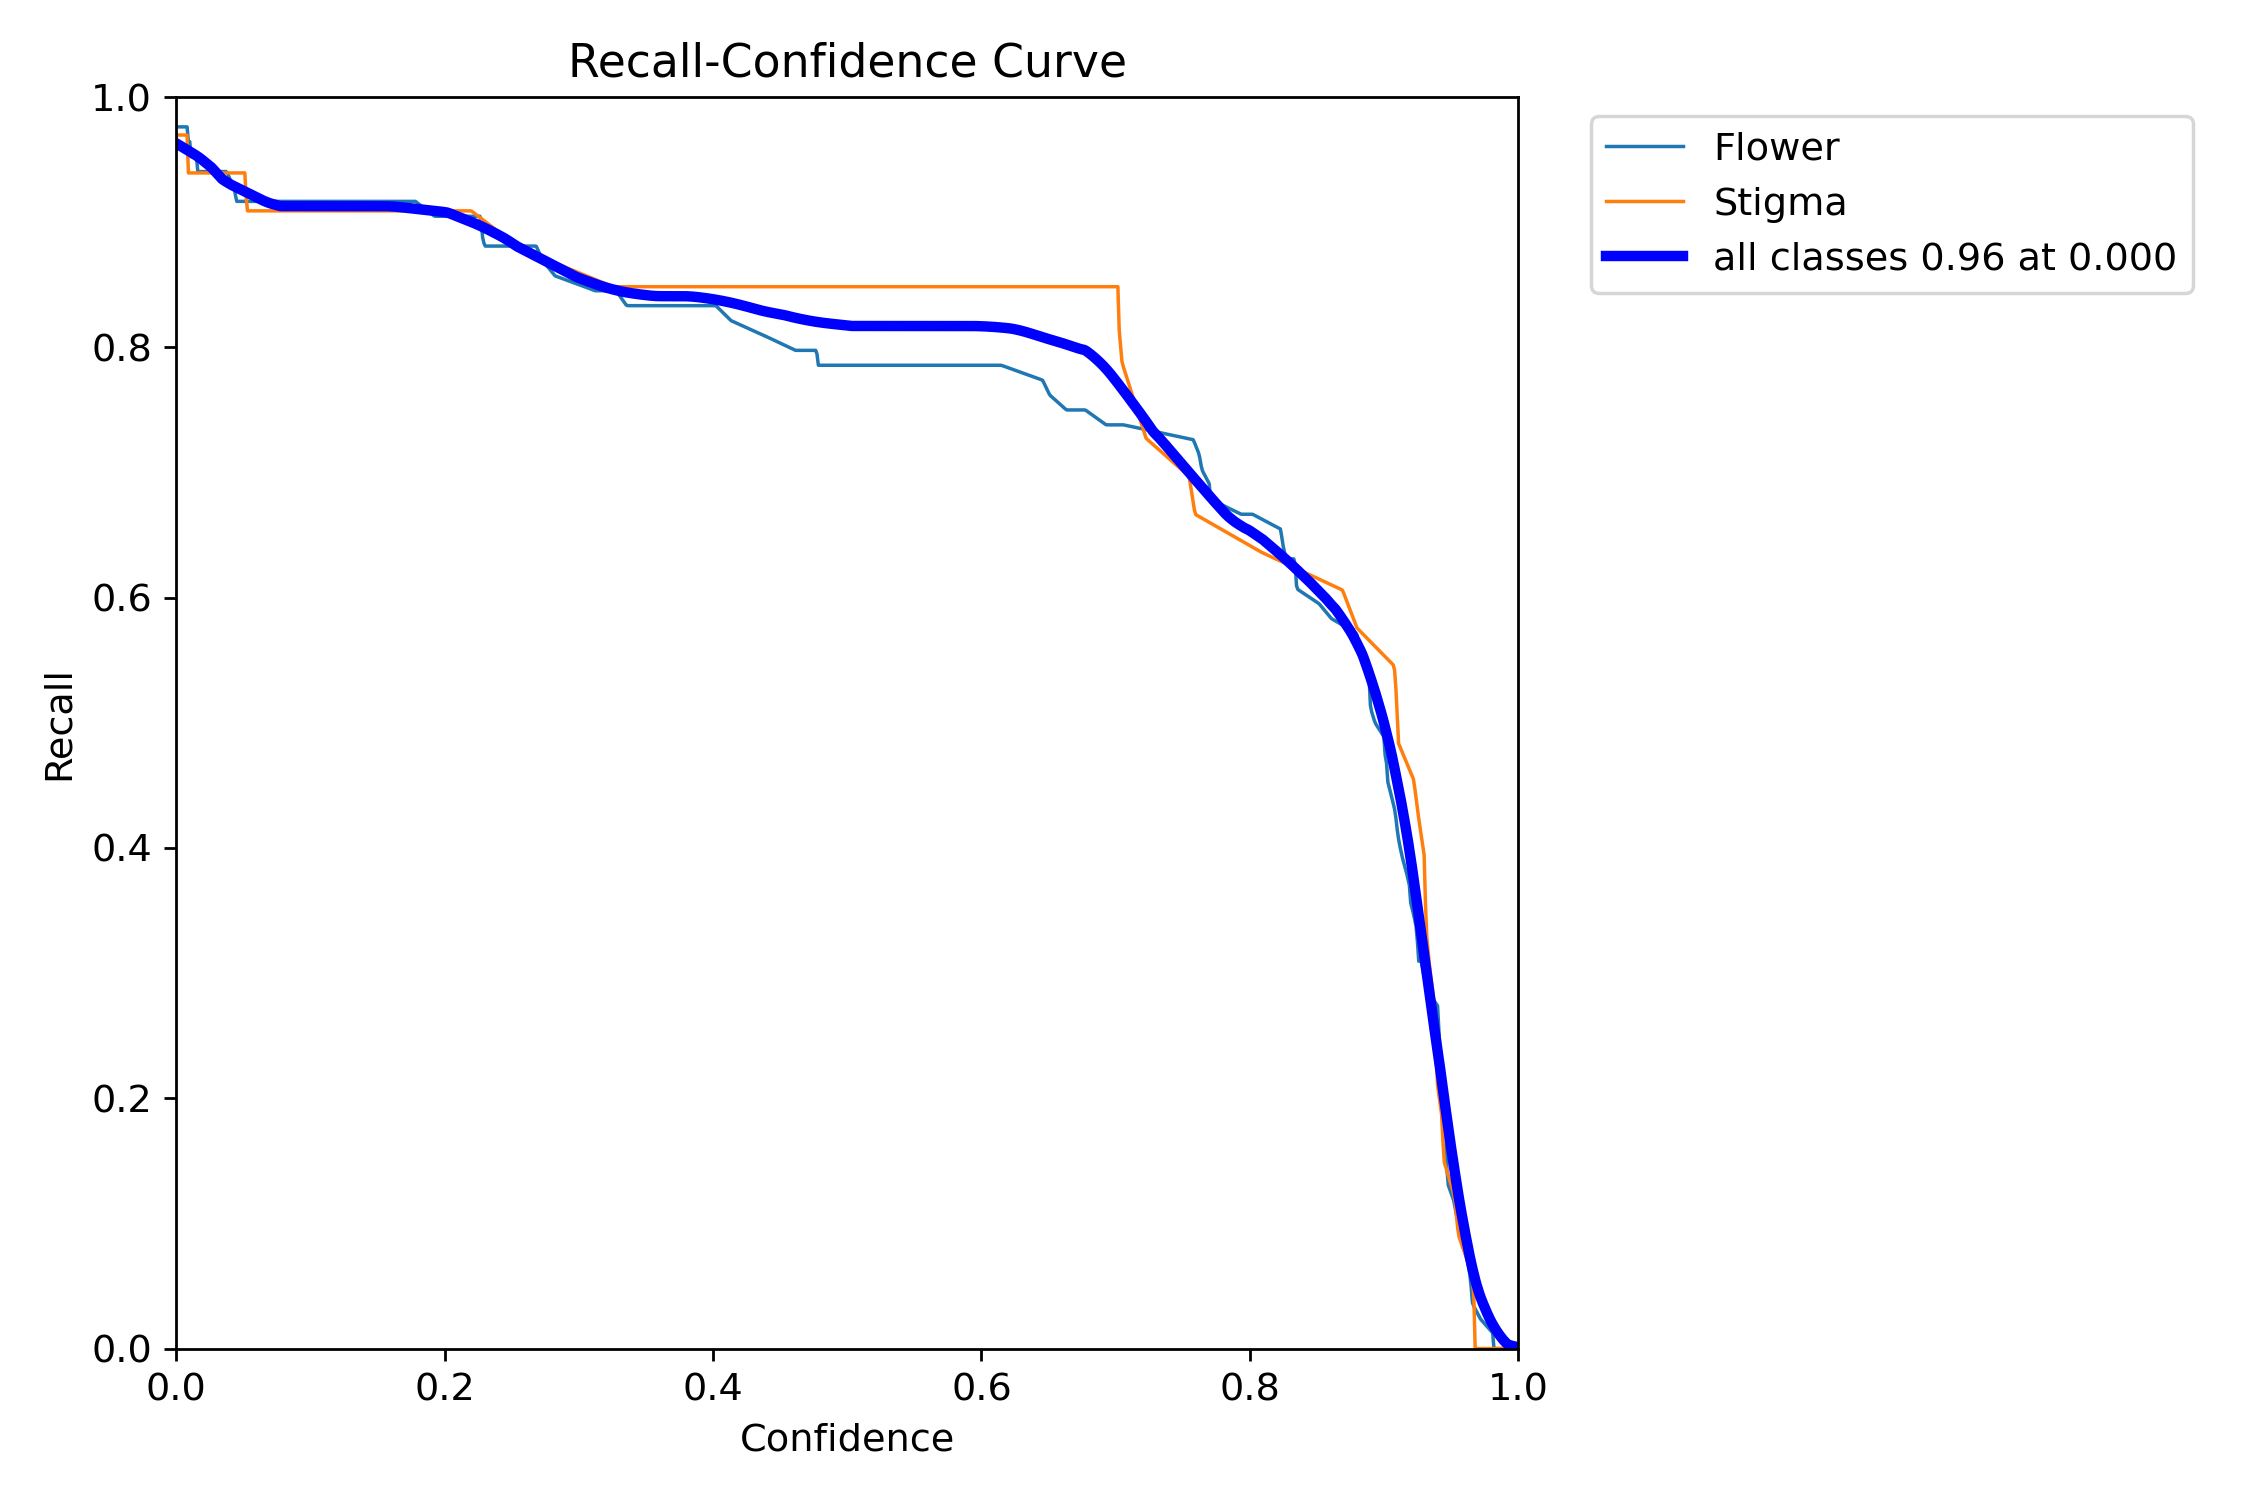 Recall-Confidence Curve
1.0
0.8
0.6
0.4
0.2
0.0
Recall
0.0 0.2 0.4 0.6 0.8 1.0
Confidence
Flower
Stigma
all classes 0.96 at 0.000